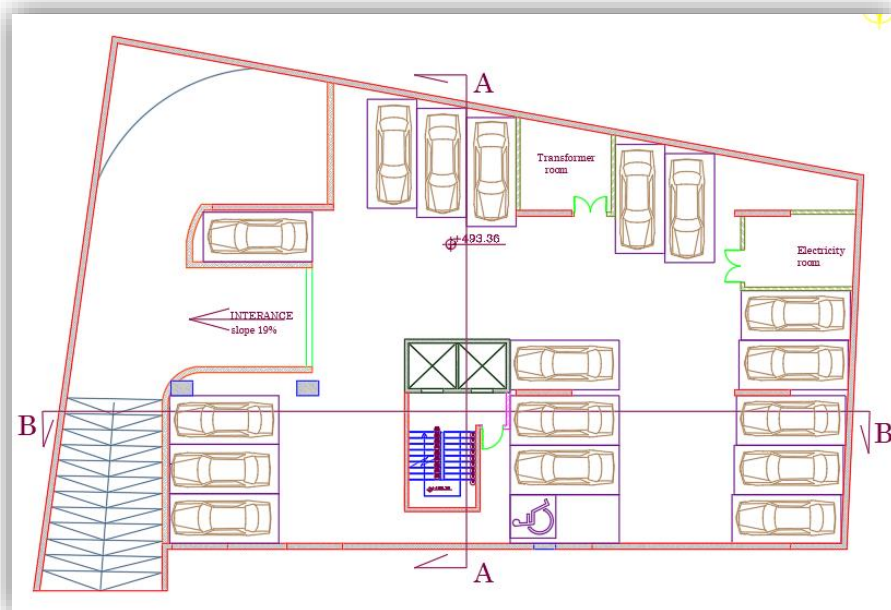 A
Transformer
room
+493.36
Electricity
room
INTERANCE
slope 19%
B
B
A